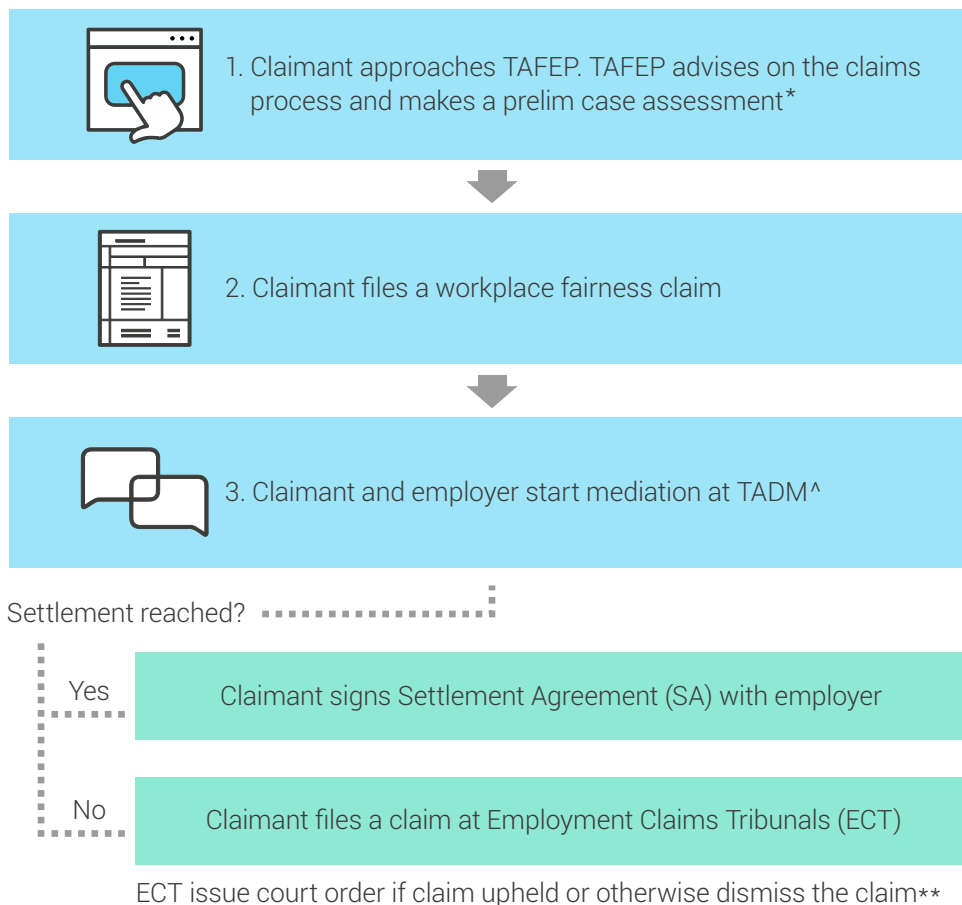 1. Claimant approaches TAFEP. TAFEP advises on the claims
process and makes a prelim case assessment*
2. Claimant files a workplace fairness claim
3. Claimant and employer start mediation at TADM^
Settlement reached?
Yes
Claimant signs Settlement Agreement (SA) with employer
No
Claimant files a claim at Employment Claims Tribunals (ECT)
ECT issue court order if claim upheld or otherwise dismiss the claim**